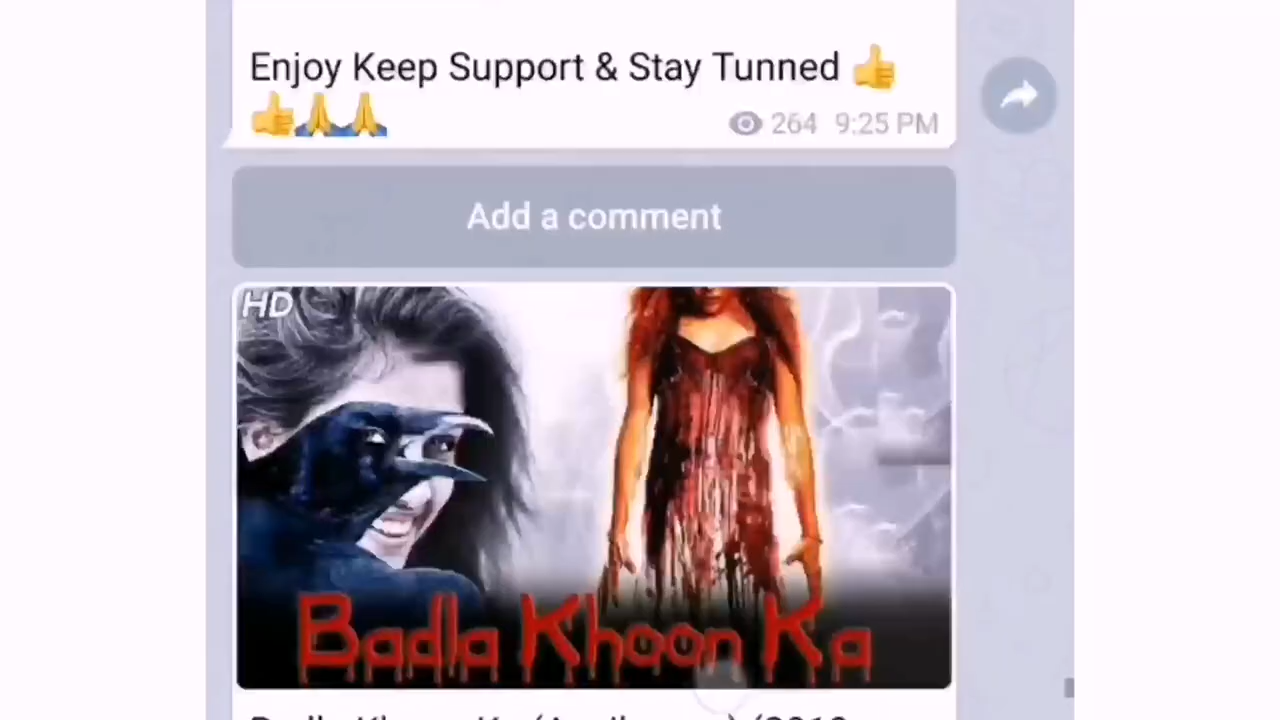 Enjoy Keep Support & Stay Tunned 👍
👍🙏🙏
264 9:25 PM
Add a comment
HD
Badla Khoon Ka